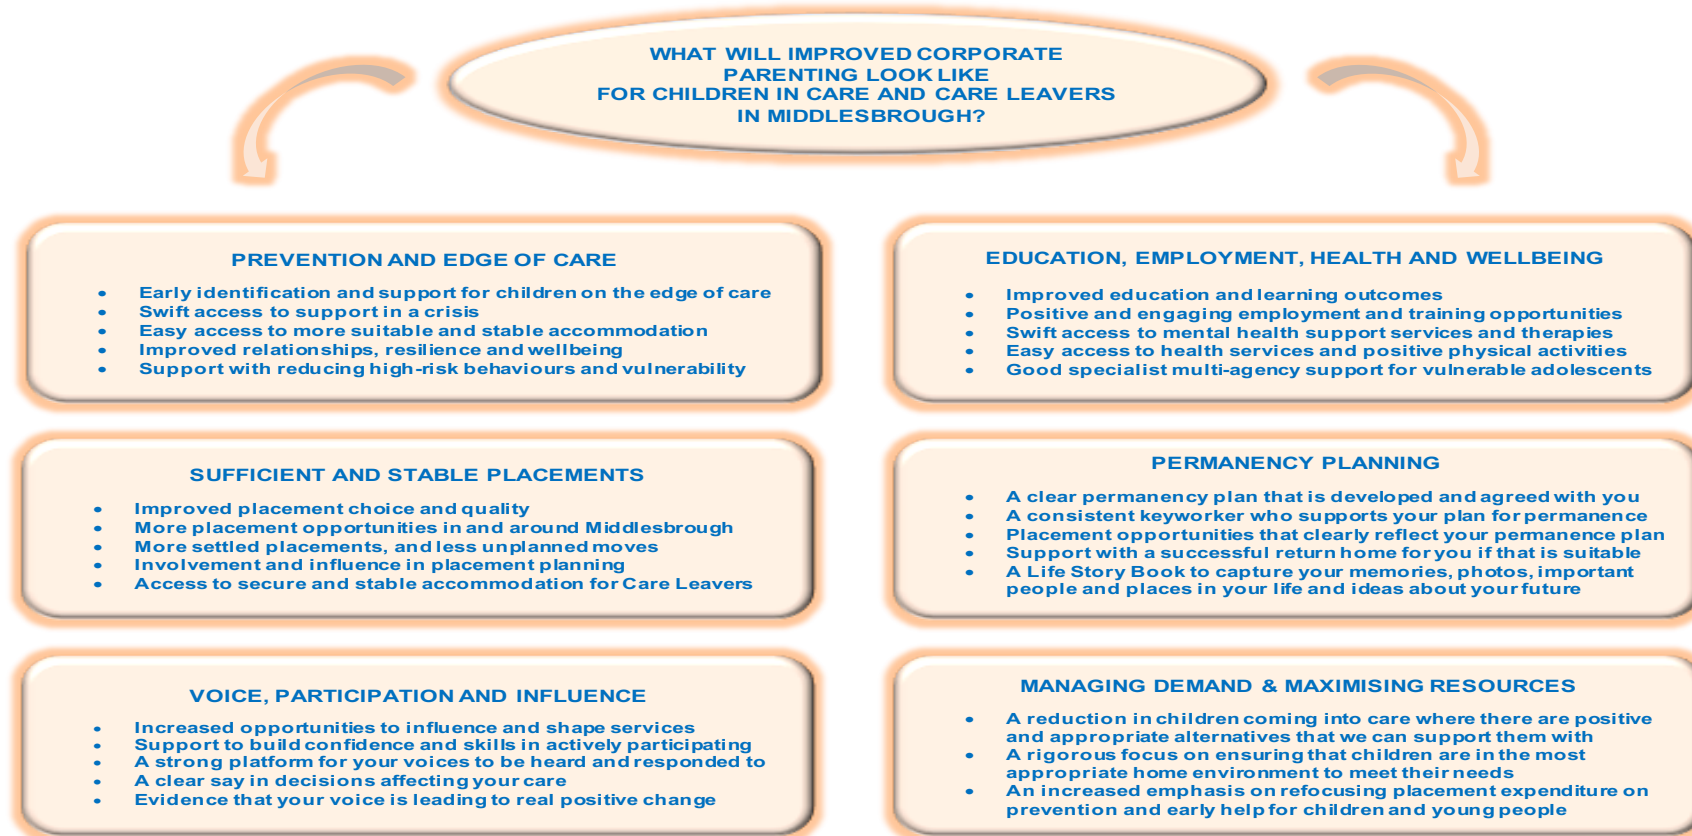 WHAT WILL IMPROVED CORPORATE
PARENTING LOOK LIKE
FOR CHILDREN IN CARE AND CARE LEAVERS
IN MIDDLESBROUGH?
PREVENTION AND EDGE OF CARE
• Early identification and support for children on the edge of care
• Swift access to support in a crisis
• Easy access to more suitable and stable accommodation
• Improved relationships, resilience and wellbeing
• Support with reducing high-risk behaviours and vulnerability
EDUCATION, EMPLOYMENT, HEALTH AND WELLBEING
• Improved education and learning outcomes
• Positive and engaging employment and training opportunities
• Swift access to mental health support services and therapies
• Easy access to health services and positive physical activities
• Good specialist multi-agency support for vulnerable adolescents
SUFFICIENT AND STABLE PLACEMENTS
• Improved placement choice and quality
• More placement opportunities in and around Middlesbrough
• More settled placements, and less unplanned moves
• Involvement and influence in placement planning
• Access to secure and stable accommodation for Care Leavers
PERMANENCY PLANNING
• A clear permanency plan that is developed and agreed with you
• A consistent keyworker who supports your plan for permanence
• Placement opportunities that clearly reflect your permanence plan
• Support with a successful return home for you if that is suitable
• A Life Story Book to capture your memories, photos, important
people and places in your life and ideas about your future
VOICE, PARTICIPATION AND INFLUENCE
• Increased opportunities to influence and shape services
• Support to build confidence and skills in actively participating
• A strong platform for your voices to be heard and responded to
• A clear say in decisions affecting your care
• Evidence that your voice is leading to real positive change
MANAGING DEMAND & MAXIMISING RESOURCES
• A reduction in children coming into care where there are positive
and appropriate alternatives that we can support them with
• A rigorous focus on ensuring that children are in the most
appropriate home environment to meet their needs
• An increased emphasis on refocusing placement expenditure on
prevention and early help for children and young people